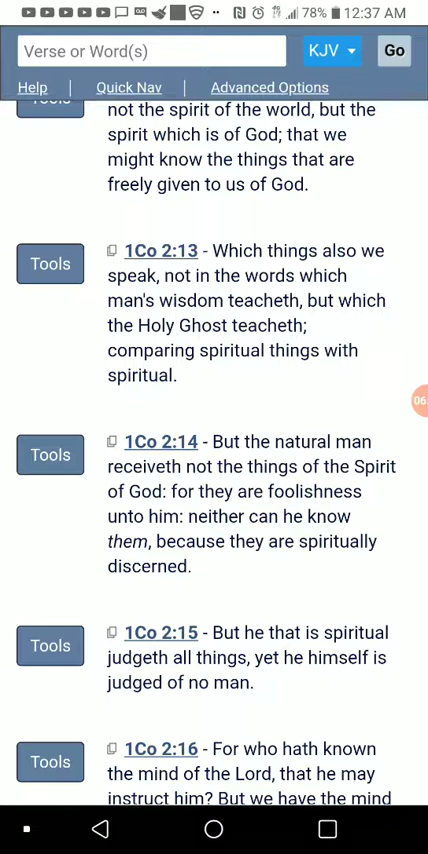 78% 12:37 AM
Verse or Word(s)
KJV
Go
Help | Quick Nav | Advanced Options
Tools
not the spirit of the world, but the
spirit which is of God; that we
might know the things that are
freely given to us of God.
Tools
1Co 2:13 - Which things also we
speak, not in the words which
man's wisdom teacheth, but which
the Holy Ghost teacheth;
comparing spiritual things with
spiritual.
06
Tools
1Co 2:14 - But the natural man
receiveth not the things of the Spirit
of God: for they are foolishness
unto him: neither can he know
them, because they are spiritually
discerned.
Tools
1Co 2:15 - But he that is spiritual
judgeth all things, yet he himself is
judged of no man.
Tools
1Co 2:16 - For who hath known
the mind of the Lord, that he may
instruct him? But we have the mind